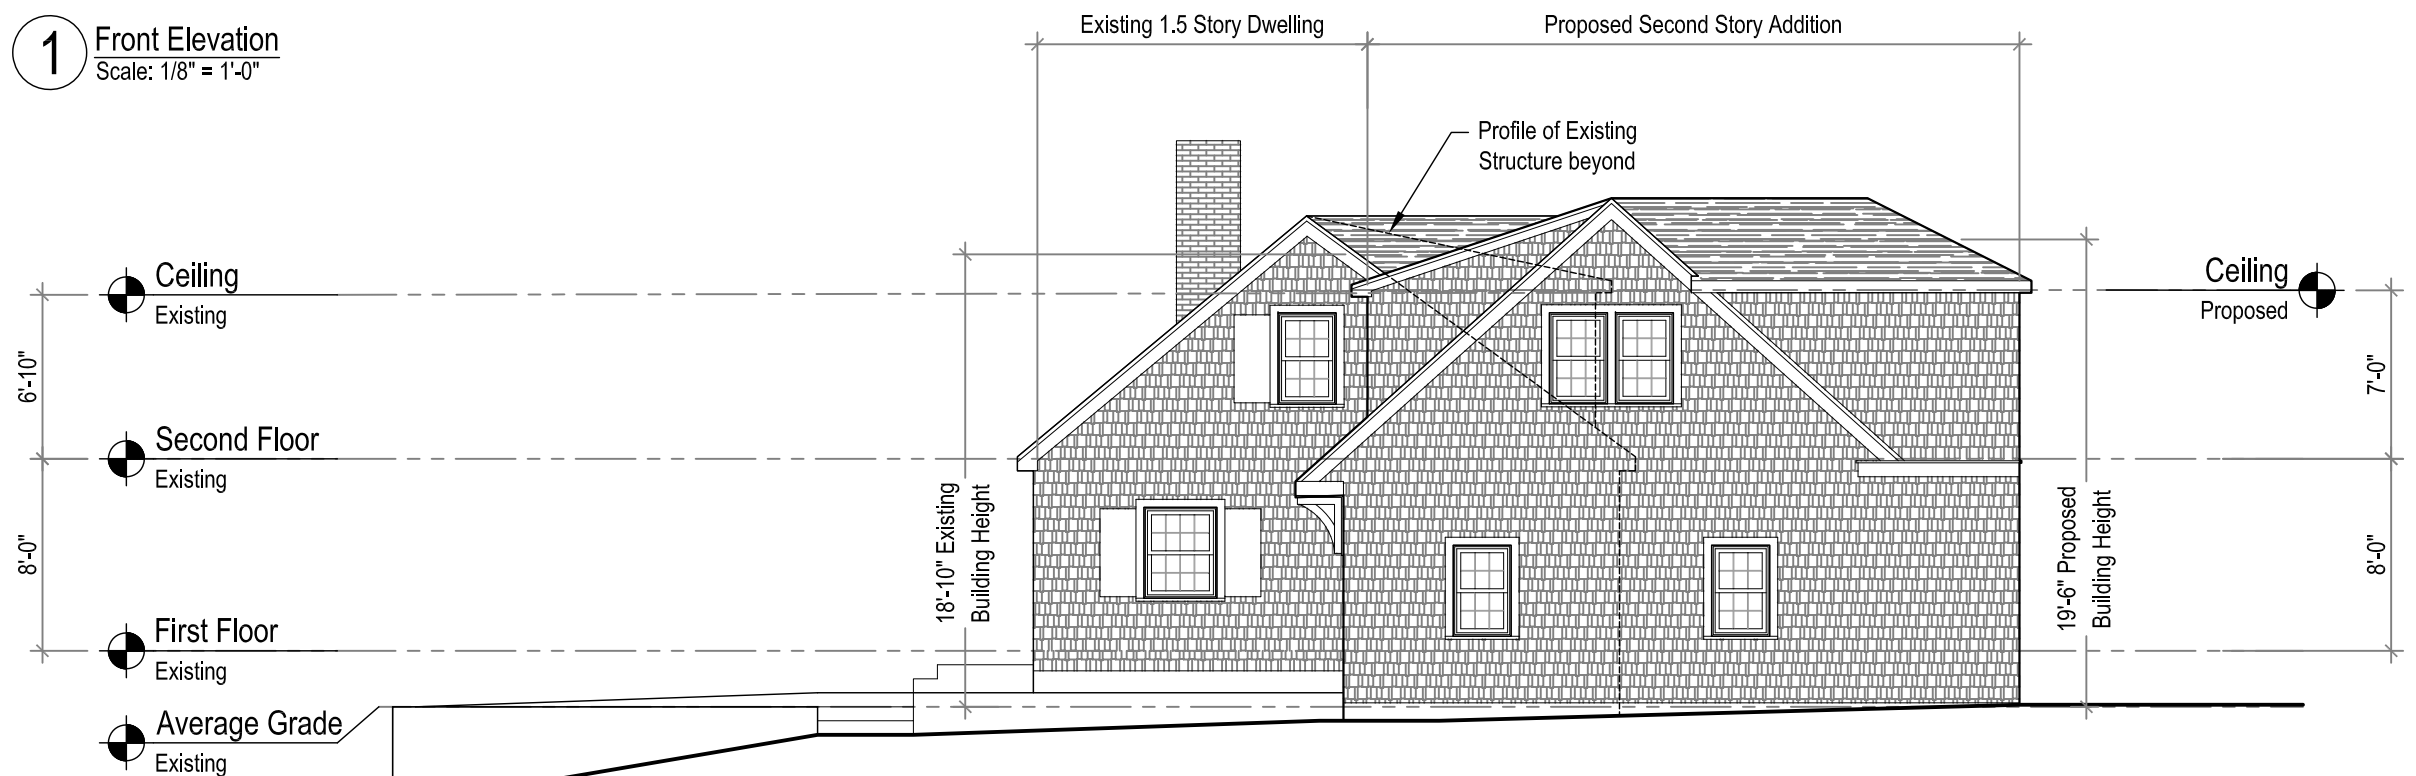 1
Front Elevation
Scale: 1/8" = 1'-0"
Existing 1.5 Story Dwelling
Proposed Second Story Addition
Profile of Existing
Structure beyond
Ceiling
Existing
Ceiling
Proposed
6'-10"
7'-0"
Second Floor
Existing
18'-10" Existing
Building Height
19'-6" Proposed
Building Height
8'-0"
8'-0"
First Floor
Existing
Average Grade
Existing